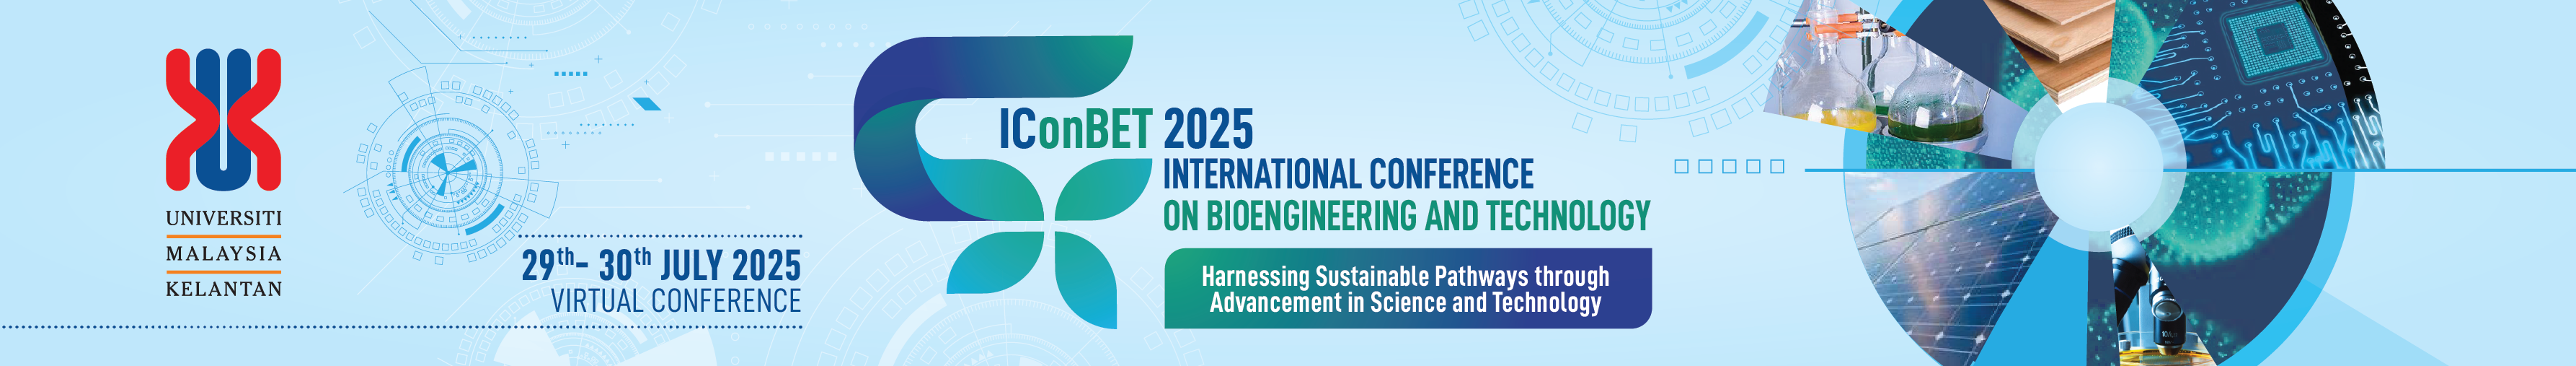 UNIVERSITI
MALAYSIA
KELANTAN
29th- 30th JULY 2025
VIRTUAL CONFERENCE
IConBET 2025
INTERNATIONAL CONFERENCE
ON BIOENGINEERING AND TECHNOLOGY
Harnessing Sustainable Pathways through
Advancement in Science and Technology